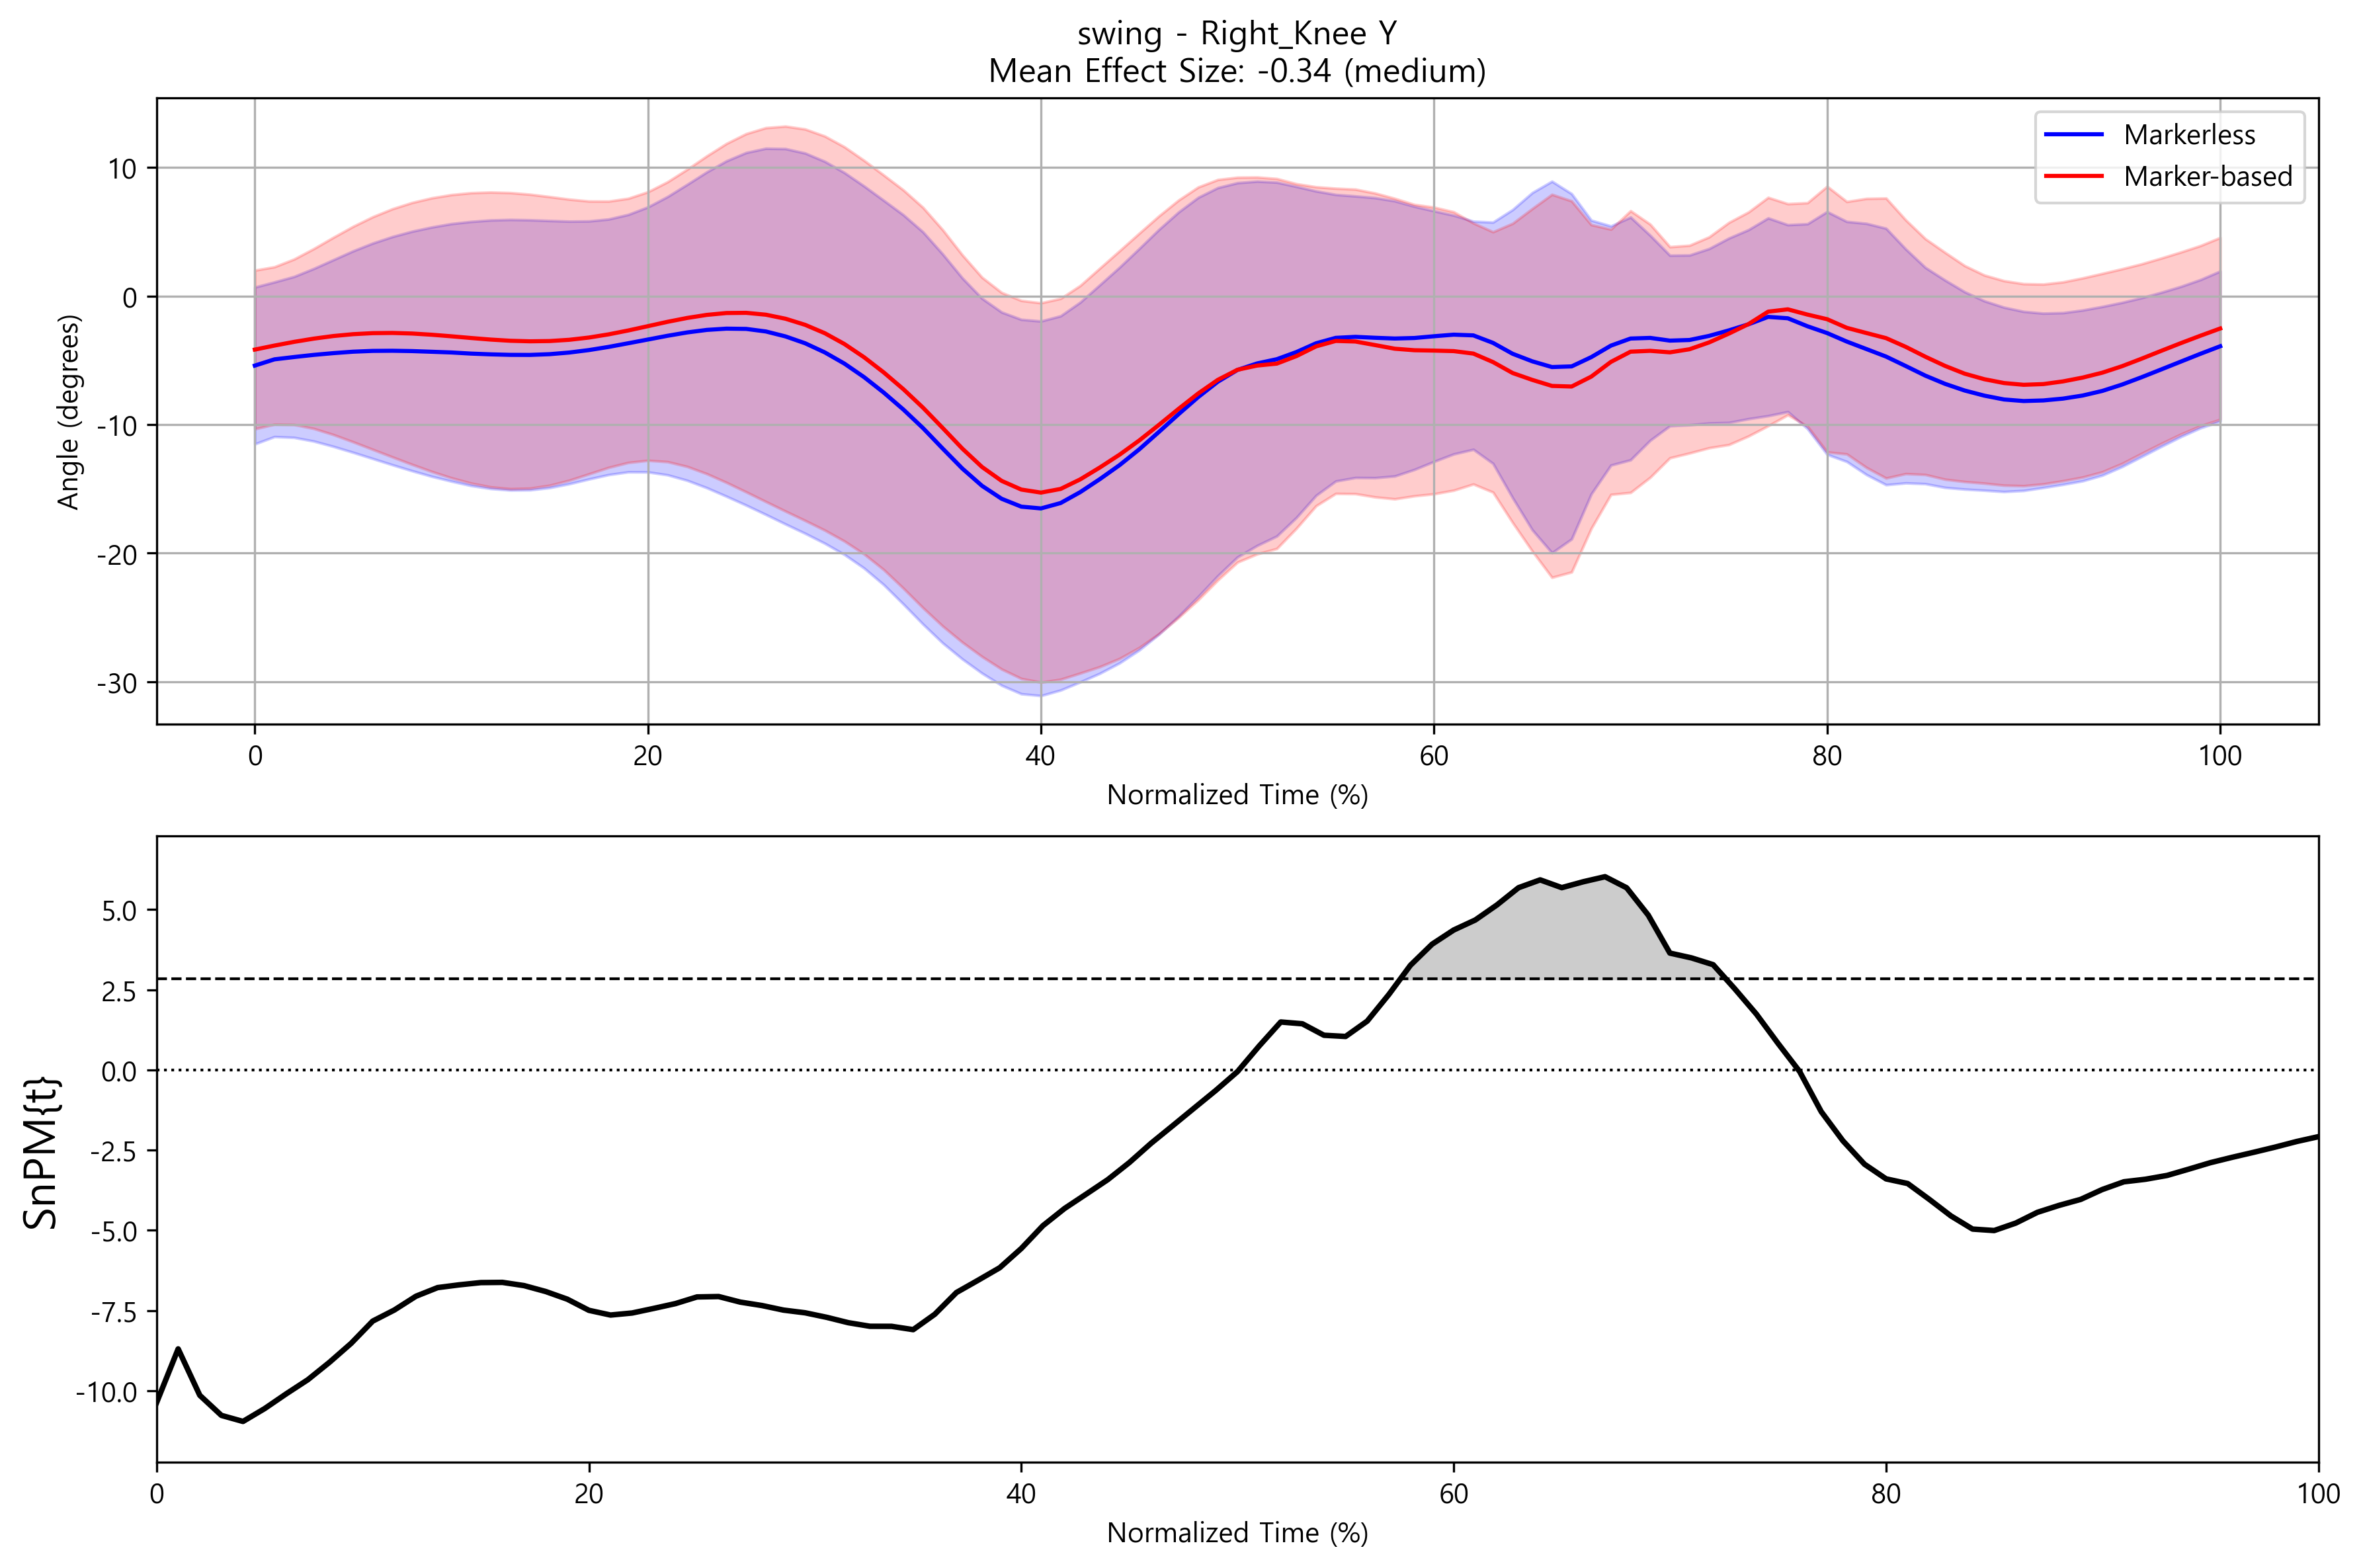 swing - Right_Knee Y
Mean Effect Size: -0.34 (medium)
Markerless
Marker-based
Angle (degrees)
10
0
-10
-20
-30
0 20 40 60 80 100
Normalized Time (%)
SnPM{t}
5.0
2.5
0.0
-2.5
-5.0
-7.5
-10.0
0 20 40 60 80 100
Normalized Time (%)